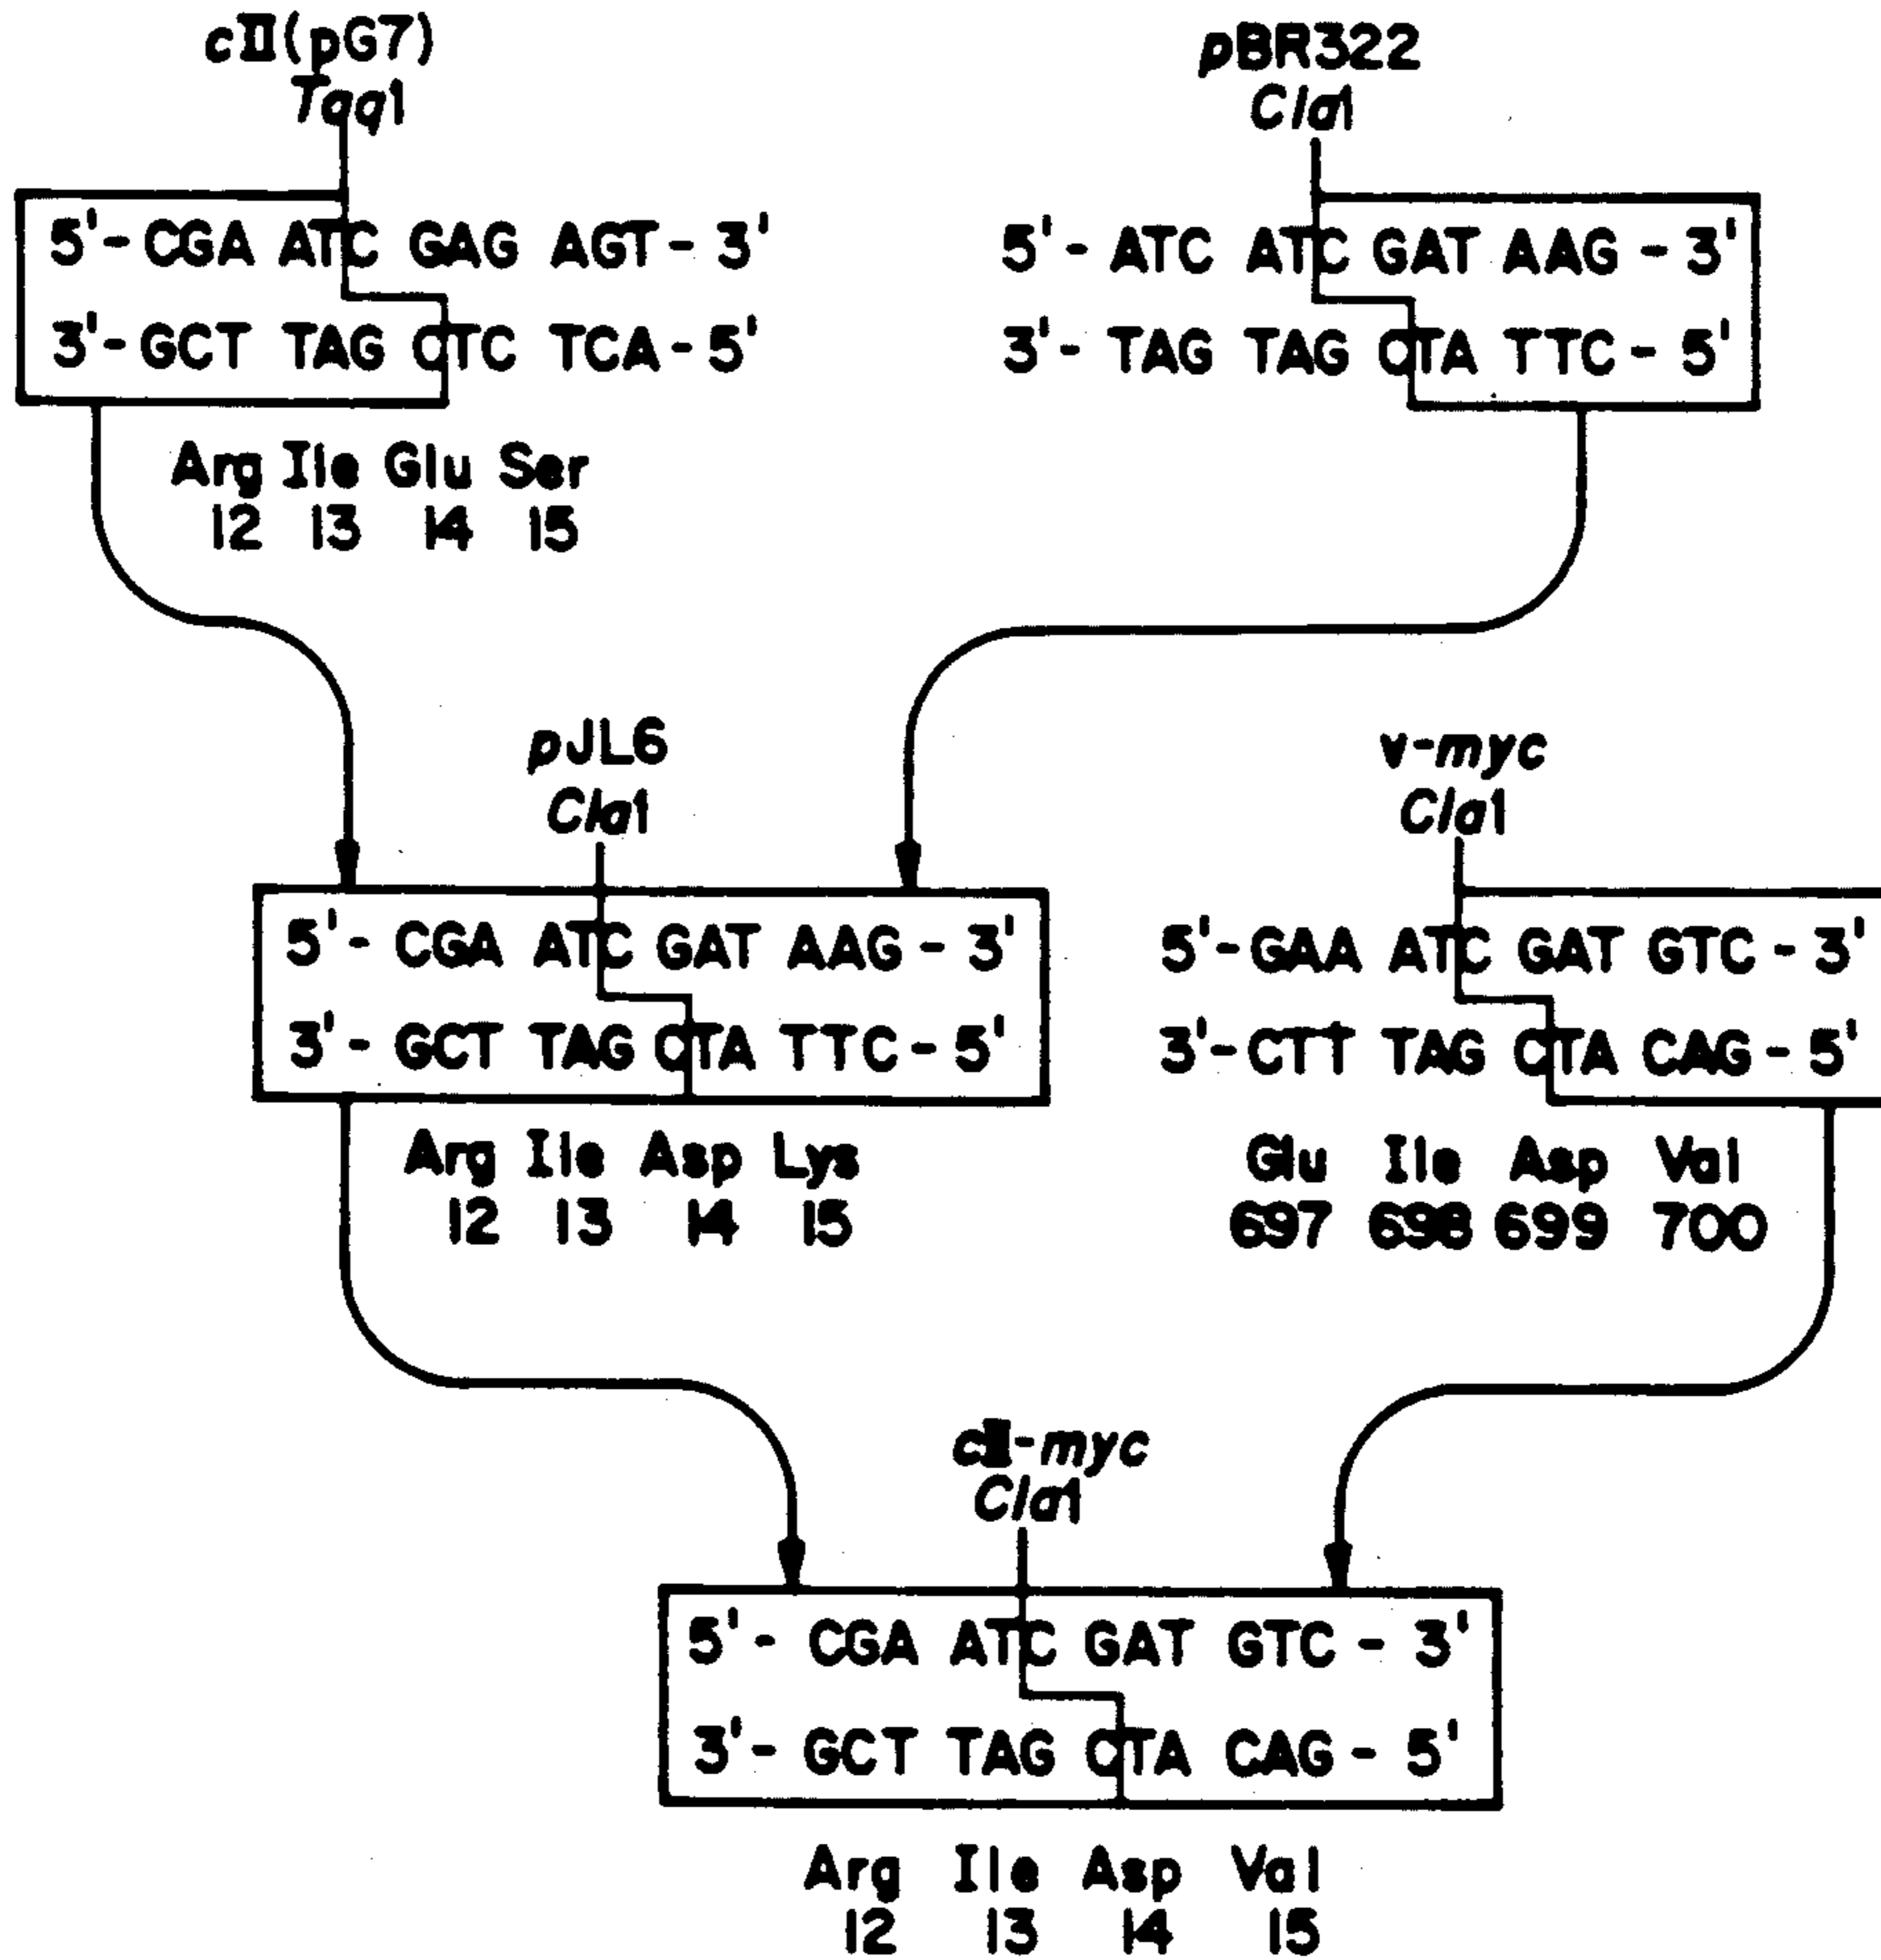 cII(pG7)
Taq1
5'- CGA ATC GAG AGT - 3'
3'- GCT TAG CTC TCA - 5'
Arg Ile Glu Ser
12 13 14 15
pBR322
Cla1
5'- ATC ATC GAT AAG - 3'
3'- TAG TAG CTA TTC - 5'
pJL6
Cla1
5'- CGA ATC GAT AAG - 3'
3'- GCT TAG CTA TTC - 5'
Arg Ile Asp Lys
12 13 14 15
v-myc
Cla1
5'-GAA ATC GAT GTC - 3'
3'-CTT TAG CTA CAG - 5'
Glu Ile Asp Val
697 698 699 700
cII-myc
Cla1
5'- CGA ATC GAT GTC - 3'
3'- GCT TAG CTA CAG - 5'
Arg Ile Asp Val
12 13 14 15